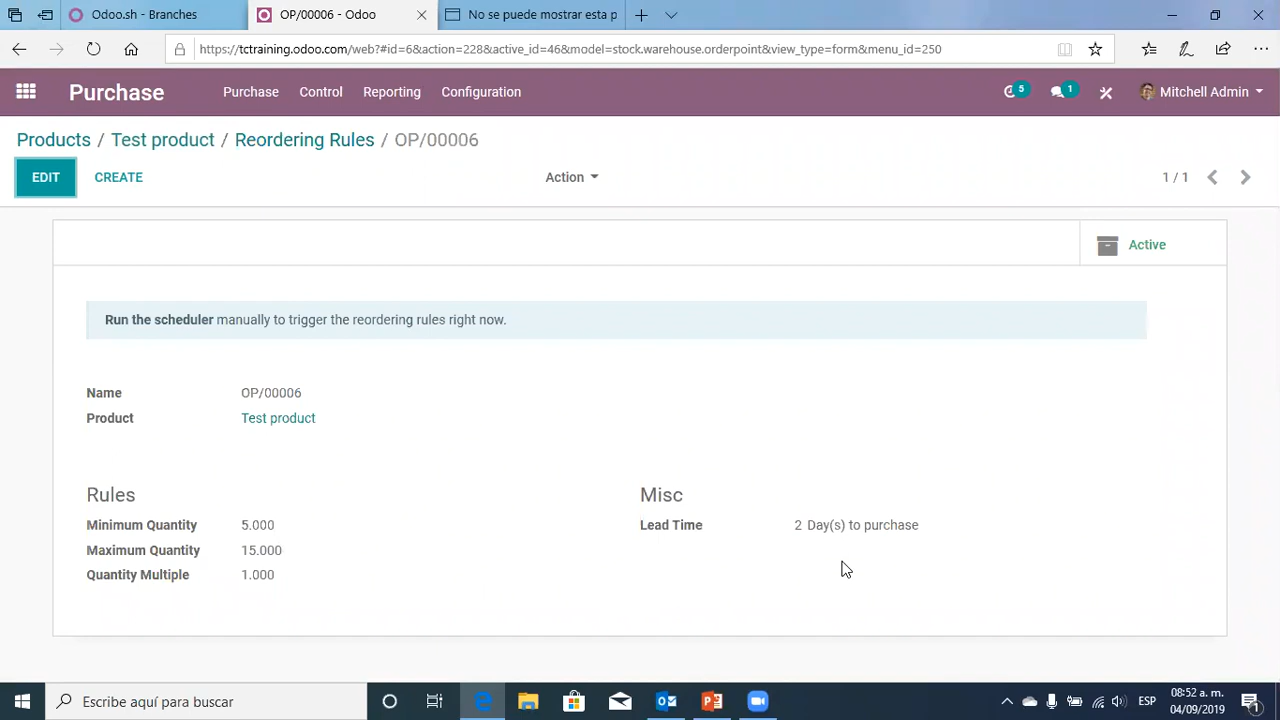 Odoo.sh - Branches
OP/00006 - Odoo
No se puede mostrar esta p
https://tctraining.odoo.com/web?#id=6&action=228&active_id=46&model=stock.warehouse.orderpoint&view_type=form&menu_id=250
Purchase
Purchase Control Reporting Configuration
5
1
Mitchell Admin
Products / Test product / Reordering Rules / OP/00006
EDIT CREATE
Action
1 / 1
Active
Run the scheduler manually to trigger the reordering rules right now.
Name OP/00006
Product Test product
Rules
Misc
Minimum Quantity 5.000
Lead Time 2 Day(s) to purchase
Maximum Quantity 15.000
Quantity Multiple 1.000
Escribe aquí para buscar
ESP
08:52 a. m.
04/09/2019
1